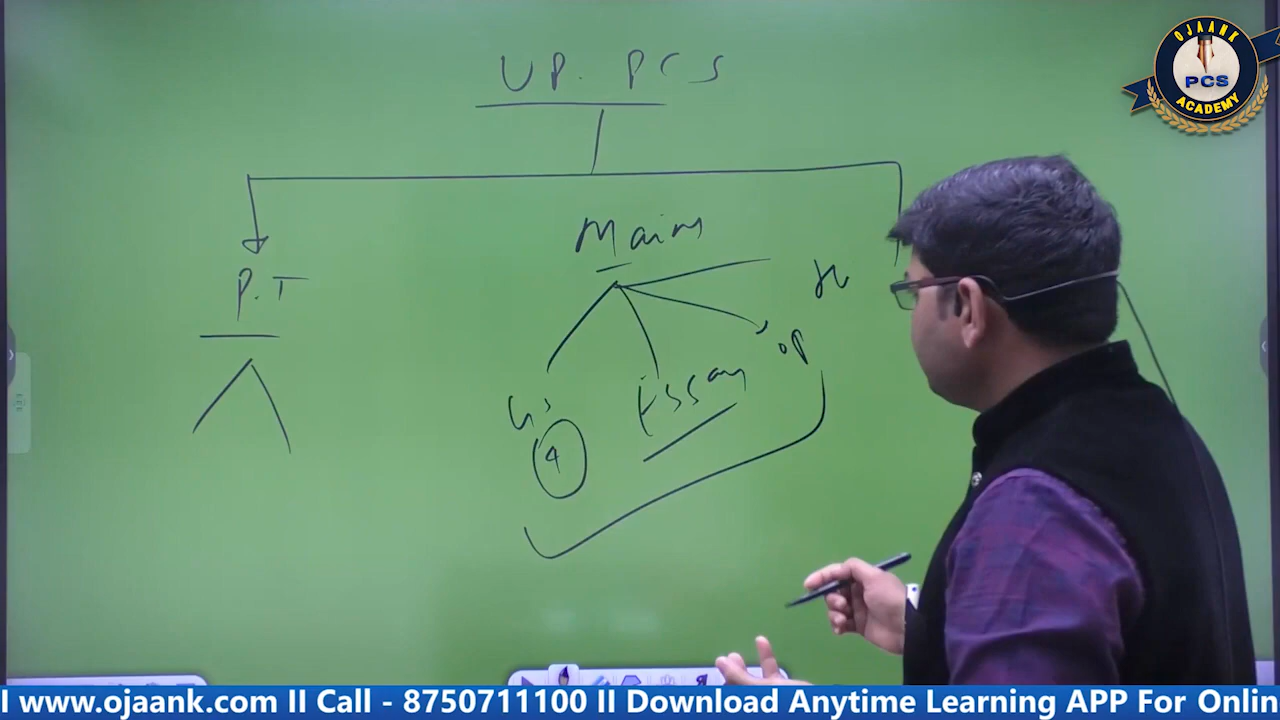 OJAANK
PCS
ACADEMY
UP. PCS
Mains
P.T
H
OP
Essay
GS
4
I www.ojaank.com II Call - 8750711100 II Download Anytime Learning APP For Onlin